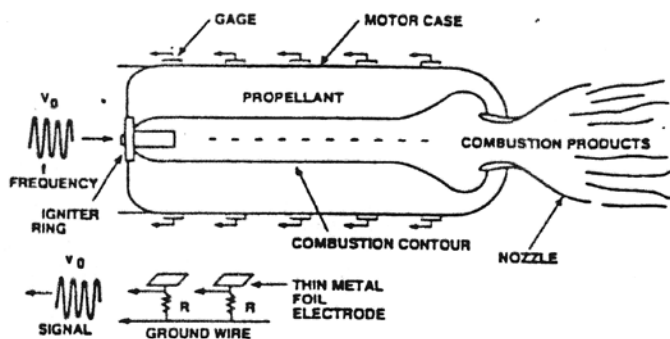 GAGE
MOTOR CASE
V₀
PROPELLANT
COMBUSTION PRODUCTS
f
FREQUENCY
IGNITER
RING
COMBUSTION CONTOUR
NOZZLE
V₀
THIN METAL
FOIL
ELECTRODE
R
R
SIGNAL
GROUND WIRE